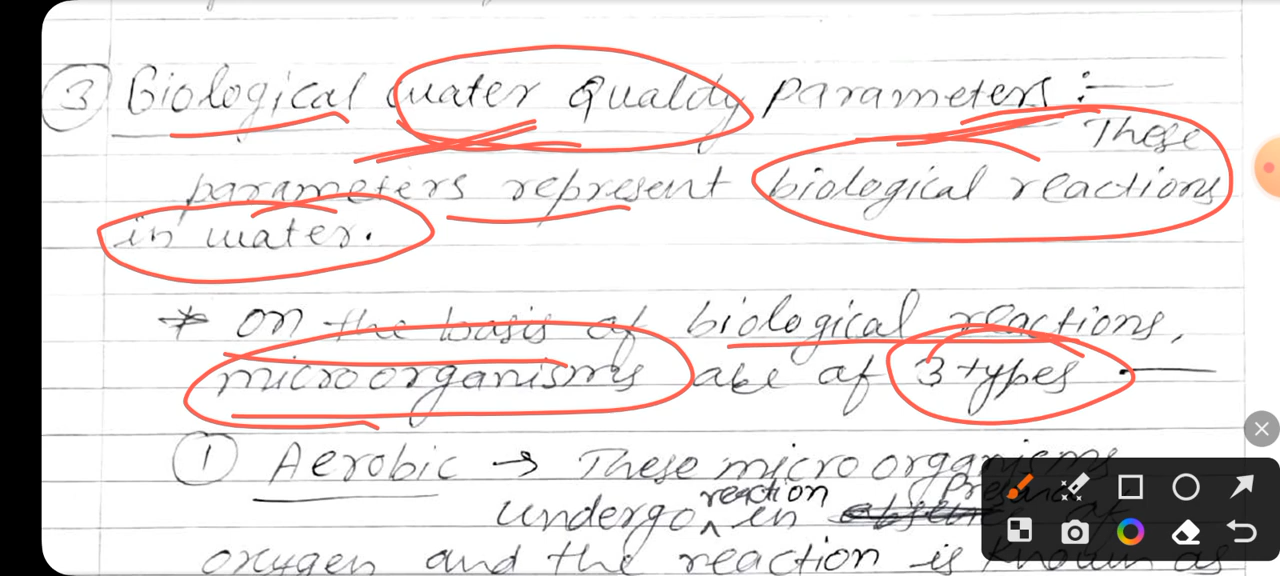 ③ Biological water quality parameters :—
These
parameters represent biological reactions
in water.
* on the basis of biological reactions,
microorganisms are of 3 types :—
① Aerobic → These microorganisms
undergo reaction in presence of
oxygen and the reaction is known as